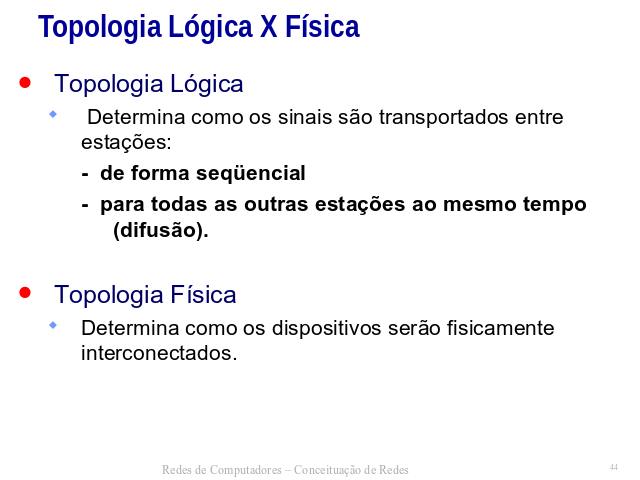 Topologia Lógica X Física
Topologia Lógica
Determina como os sinais são transportados entre
estações:
- de forma seqüencial
- para todas as outras estações ao mesmo tempo
(difusão).
Topologia Física
Determina como os dispositivos serão fisicamente
interconectados.
Redes de Computadores – Conceituação de Redes
44